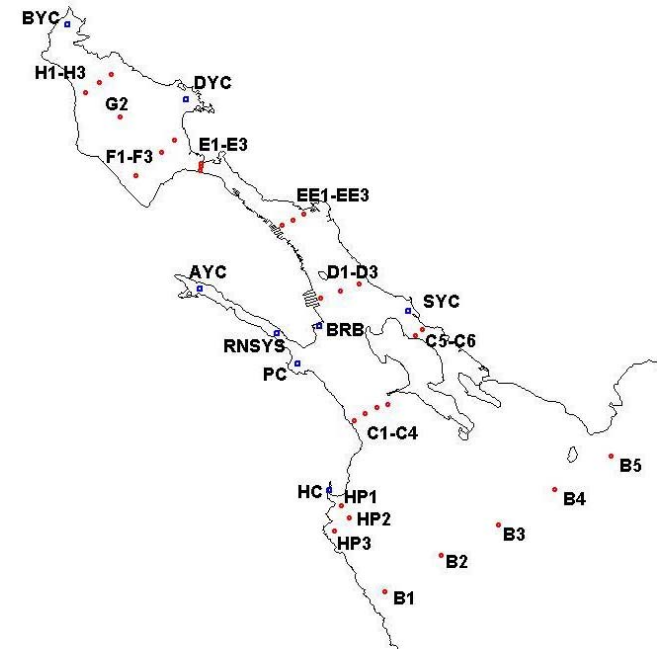 BYC
H1-H3
DYC
G2
E1-E3
F1-F3
EE1-EE3
AYC
D1-D3
SYC
BRB
RNSYS
C5-C6
PC
C1-C4
B5
HC
HP1
B4
HP2
B3
HP3
B2
B1